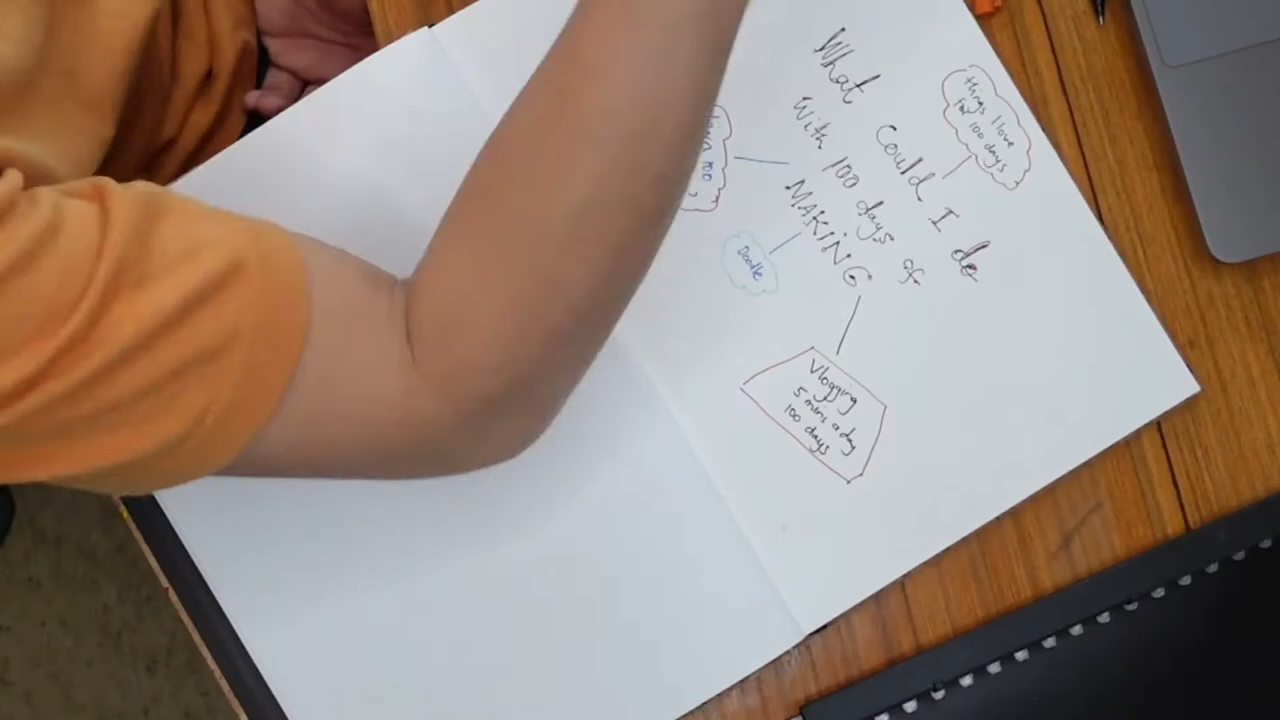 What could I do
With 100 days of
MAKING
things I love
for 100 days
100
Doodle
Vlogging
5 mins a day
100 days